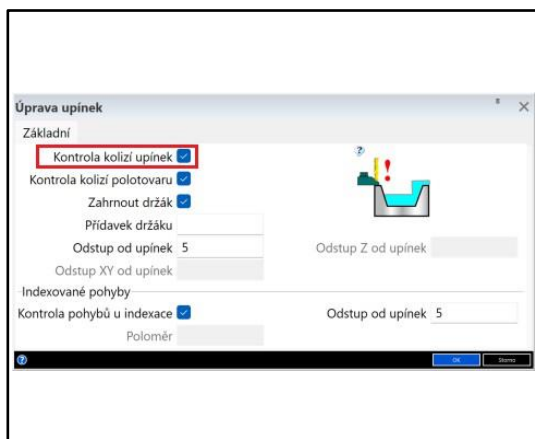 Úprava upínek
Základní
Kontrola kolizí upínek
Kontrola kolizí polotovaru
Zahrnout držák
Přídavek držáku
Odstup od upínek 5 Odstup Z od upínek
Odstup XY od upínek
Indexované pohyby
Kontrola pohybů u indexace Odstup od upínek 5
Poloměr
OK Storno